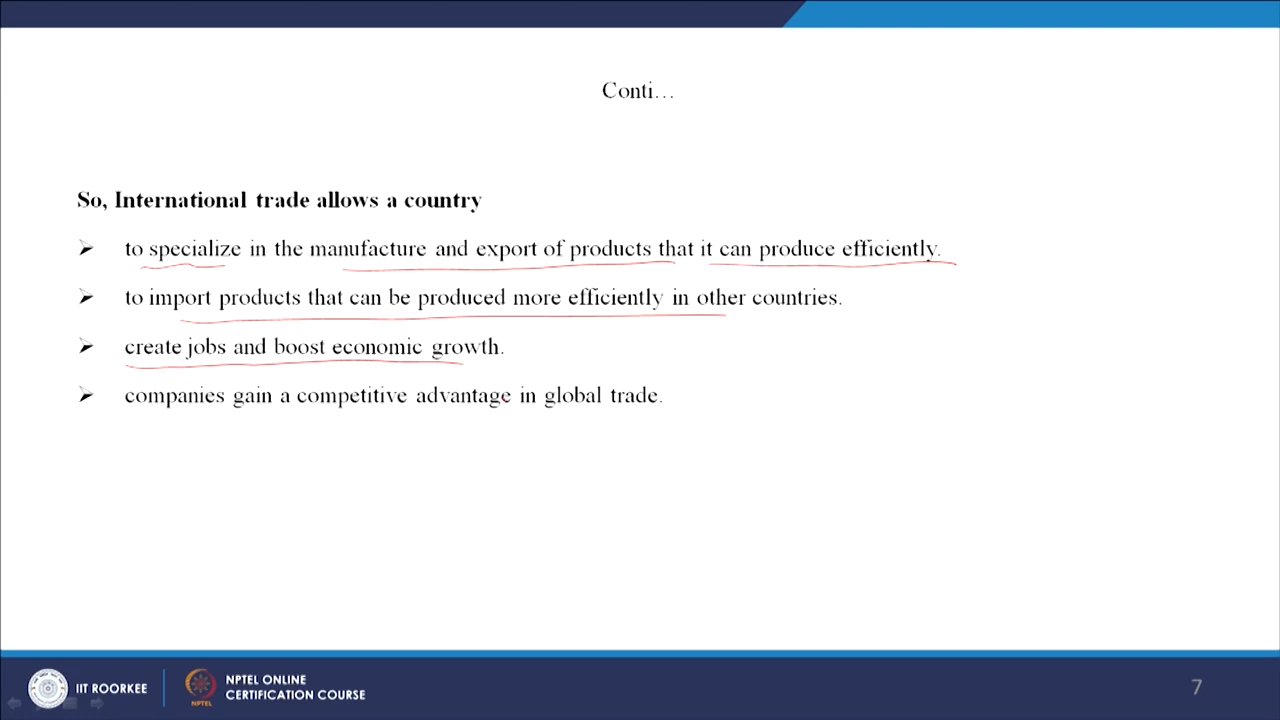 Conti…
So, International trade allows a country
➤ to specialize in the manufacture and export of products that it can produce efficiently.
➤ to import products that can be produced more efficiently in other countries.
➤ create jobs and boost economic growth.
➤ companies gain a competitive advantage in global trade.
IIT ROORKEE
NPTEL
NPTEL ONLINE
CERTIFICATION COURSE
7